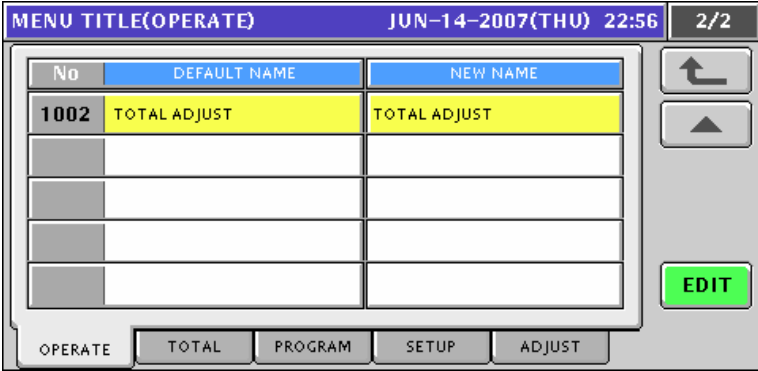 MENU TITLE(OPERATE) JUN-14-2007(THU) 22:56 2/2
No DEFAULT NAME NEW NAME
1002 TOTAL ADJUST TOTAL ADJUST
EDIT
OPERATE TOTAL PROGRAM SETUP ADJUST